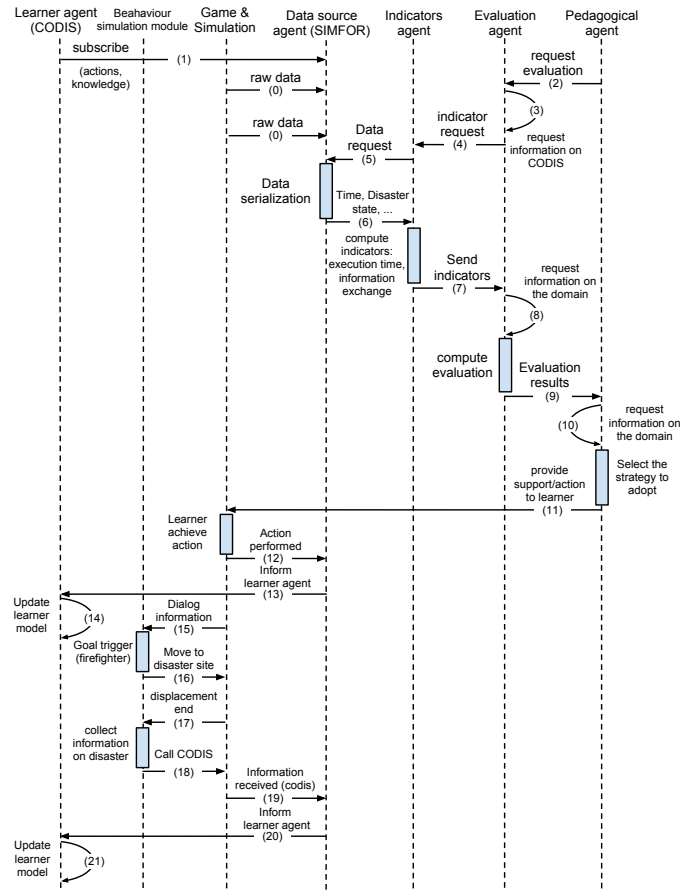 Learner agent
(CODIS)
Beahaviour
simulation module
Game &
Simulation
Data source
agent (SIMFOR)
Indicators
agent
Evaluation
agent
Pedagogical
agent
subscribe
(1)
(actions,
knowledge)
request
evaluation
(2)
raw data
(0)
(3)
raw data
(0)
indicator
request
(4)
request
information on
CODIS
Data
request
(5)
Data
serialization
Time, Disaster
state, ...
(6)
compute
indicators:
execution time,
information
exchange
Send
indicators
(7)
request
information on
the domain
(8)
compute
evaluation
Evaluation
results
(9)
(10)
request
information on
the domain
Select the
strategy to
adopt
provide
support/action
to learner
(11)
Learner
achieve
action
Action
performed
(12)
Inform
learner agent
(13)
Update
learner
model
(14)
Dialog
information
(15)
Goal trigger
(firefighter)
Move to
disaster site
(16)
displacement
end
(17)
collect
information
on disaster
Call CODIS
(18)
Information
received (codis)
(19)
Inform
learner agent
(20)
Update
learner
model
(21)